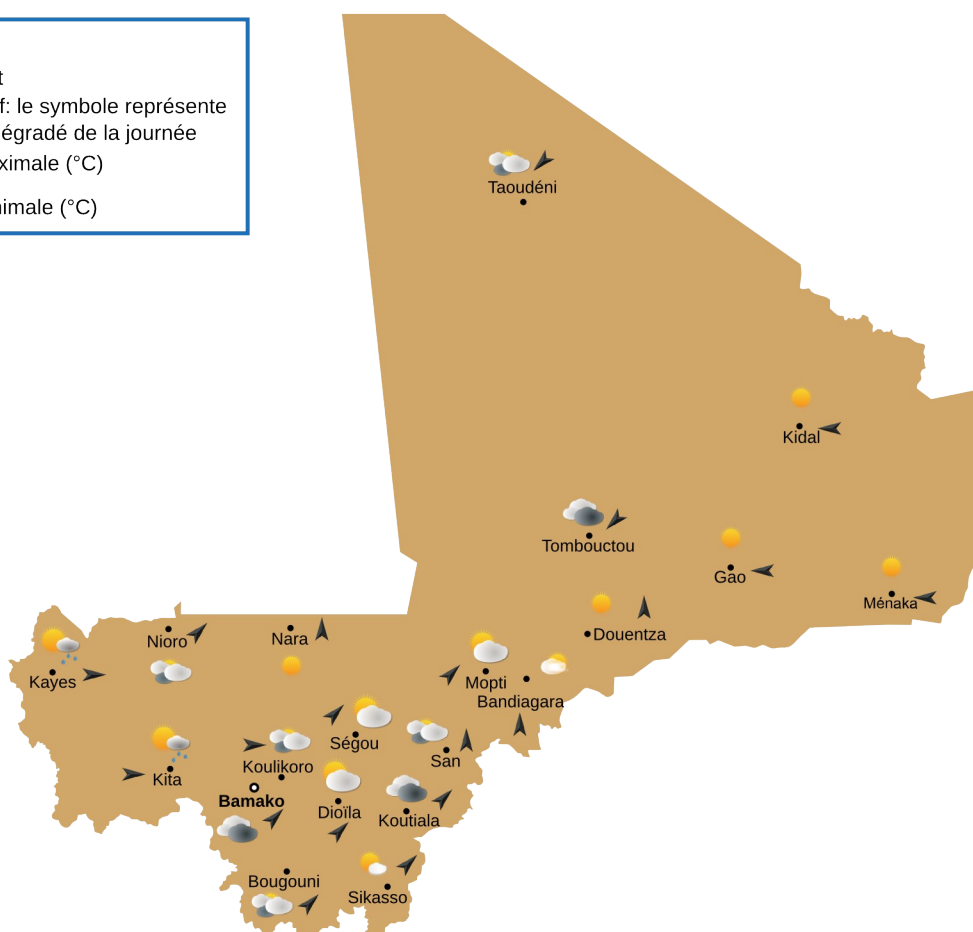 t
f: le symbole représente
égradé de la journée
ximale (°C)
nimale (°C)
Taoudéni
Kidal
Tombouctou
Gao
Ménaka
Douentza
Nioro
Nara
Kayes
Mopti
Bandiagara
Ségou
San
Koulikoro
Kita
Bamako
Dioïla
Koutiala
Bougouni
Sikasso